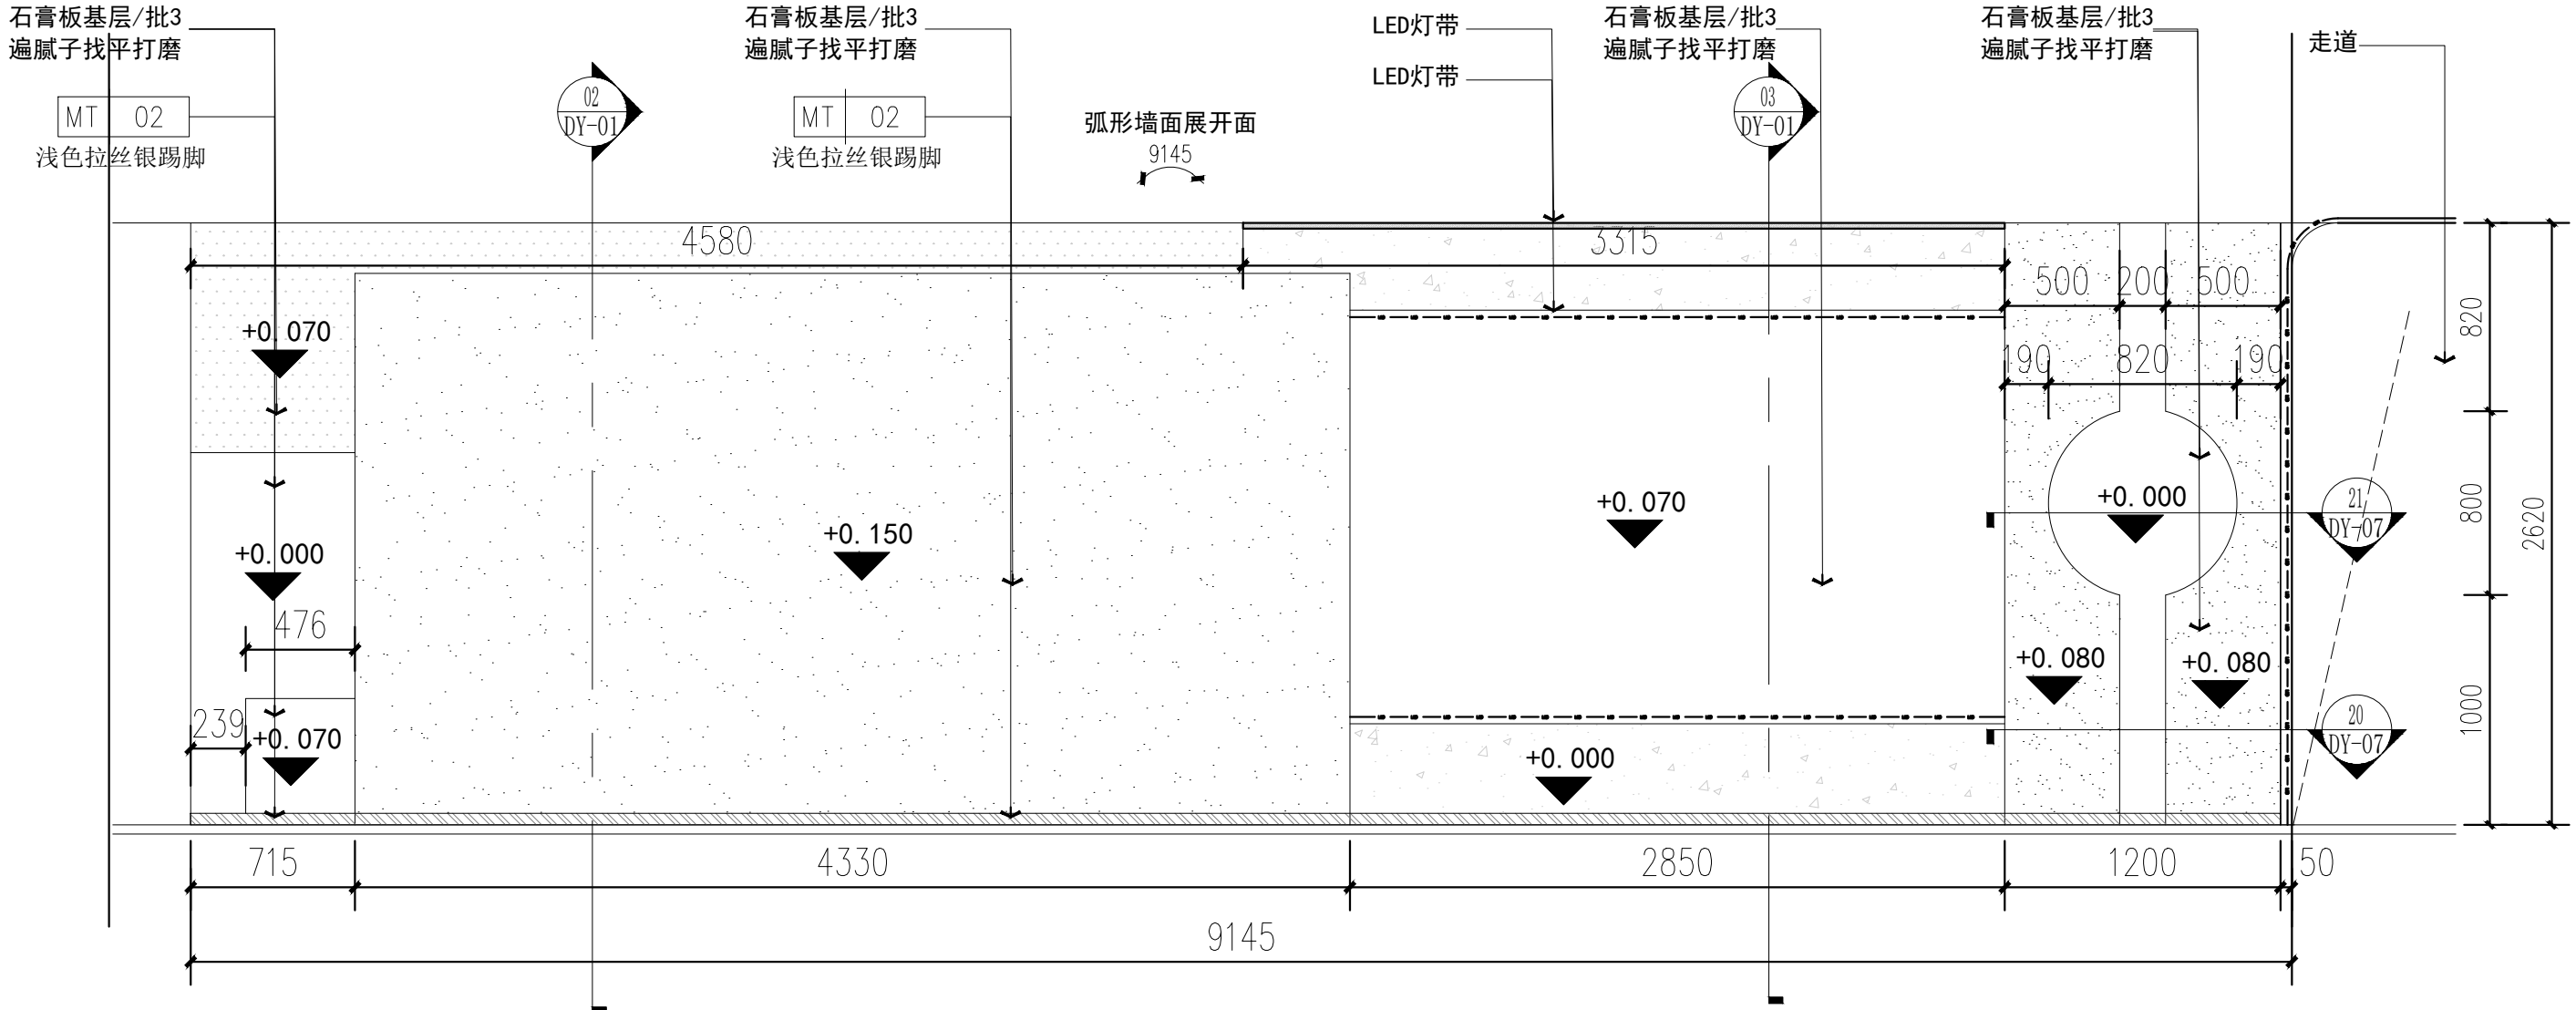 石膏板基层/批3
遍腻子找平打磨
MT 02
浅色拉丝银踢脚
02
DY-01
石膏板基层/批3
遍腻子找平打磨
MT 02
浅色拉丝银踢脚
弧形墙面展开面
9145
LED灯带
LED灯带
石膏板基层/批3
遍腻子找平打磨
03
DY-01
石膏板基层/批3
遍腻子找平打磨
走道
4580
3315
500 200 500
190 820 190
+0.070
+0.000
476
239
+0.070
+0.150
+0.070
+0.000
+0.000
+0.080
+0.080
21
DY-07
20
DY-07
820
800
1000
2620
715
4330
2850
1200
50
9145